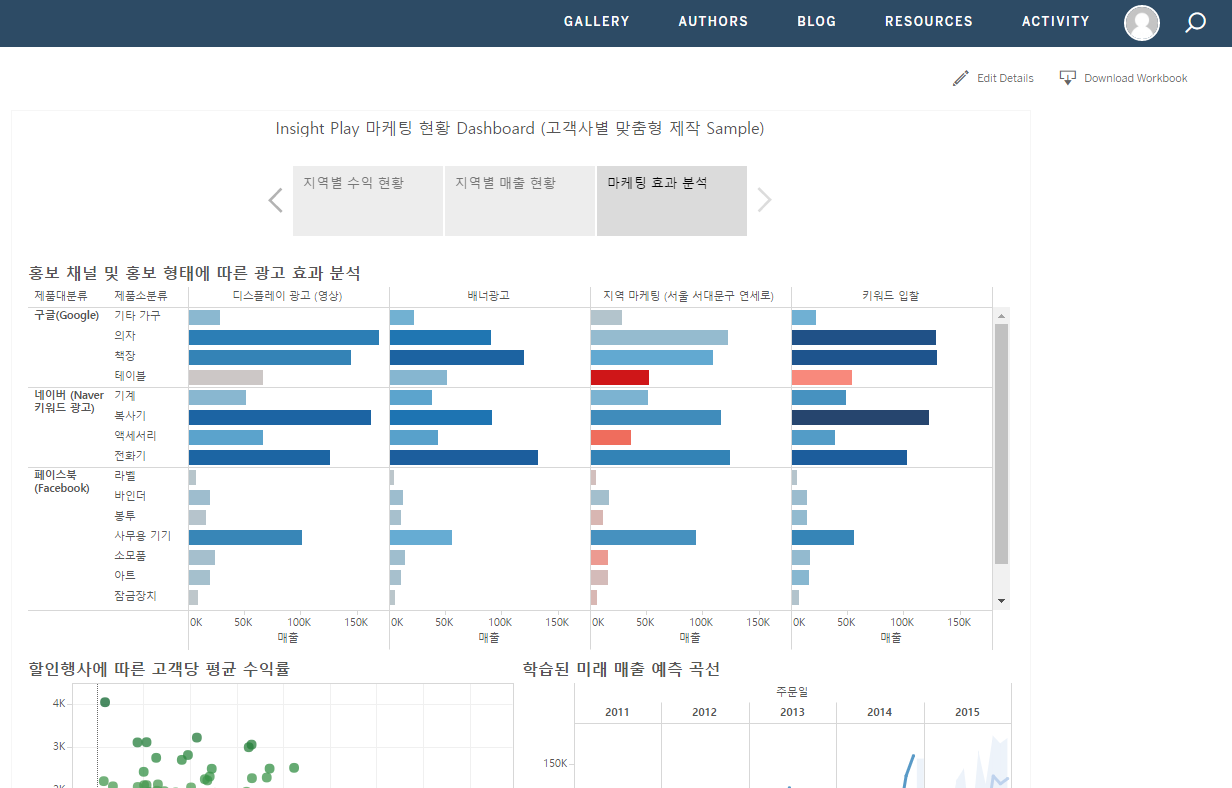 GALLERY AUTHORS BLOG RESOURCES ACTIVITY
Edit Details Download Workbook
Insight Play 마케팅 현황 Dashboard (고객사별 맞춤형 제작 Sample)
지역별 수익 현황 지역별 매출 현황 마케팅 효과 분석
홍보 채널 및 홍보 형태에 따른 광고 효과 분석
제품대분류 제품소분류 디스플레이 광고 (영상) 배너광고 지역 마케팅 (서울 서대문구 연세로) 키워드 입찰
구글(Google) 기타 가구
의자
책장
테이블
네이버 (Naver 기계
키워드 광고) 복사기
액세서리
전화기
페이스북 라벨
(Facebook) 바인더
봉투
사무용 기기
소모품
아트
잠금장치
0K 50K 100K 150K 0K 50K 100K 150K 0K 50K 100K 150K 0K 50K 100K 150K
매출 매출 매출 매출
할인행사에 따른 고객당 평균 수익률 학습된 미래 매출 예측 곡선
주문일
4K 2011 2012 2013 2014 2015
3K
150K